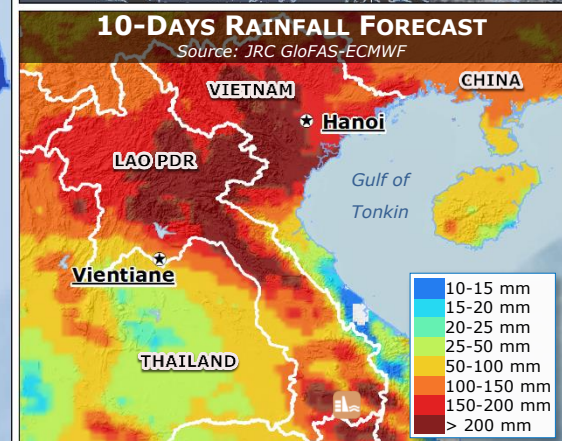 10-DAYS RAINFALL FORECAST
Source: JRC GloFAS-ECMWF
CHINA
VIETNAM
Hanoi
LAO PDR
Gulf of
Tonkin
Vientiane
THAILAND
10-15 mm
15-20 mm
20-25 mm
25-50 mm
50-100 mm
100-150 mm
150-200 mm
> 200 mm